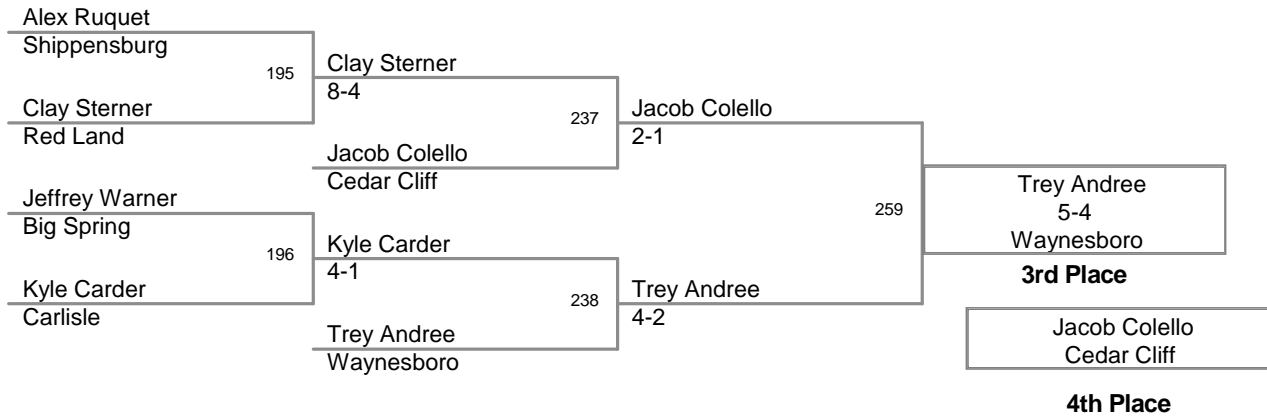 Alex Ruquet
Shippensburg
195
Clay Sterner
Red Land
Clay Sterner
8-4
237
Jacob Colello
Cedar Cliff
Jacob Colello
2-1
Jeffrey Warner
Big Spring
196
Kyle Carder
Carlisle
Kyle Carder
4-1
238
Trey Andree
Waynesboro
Trey Andree
4-2
259
Trey Andree
5-4
Waynesboro
3rd Place
Jacob Colello
Cedar Cliff
4th Place